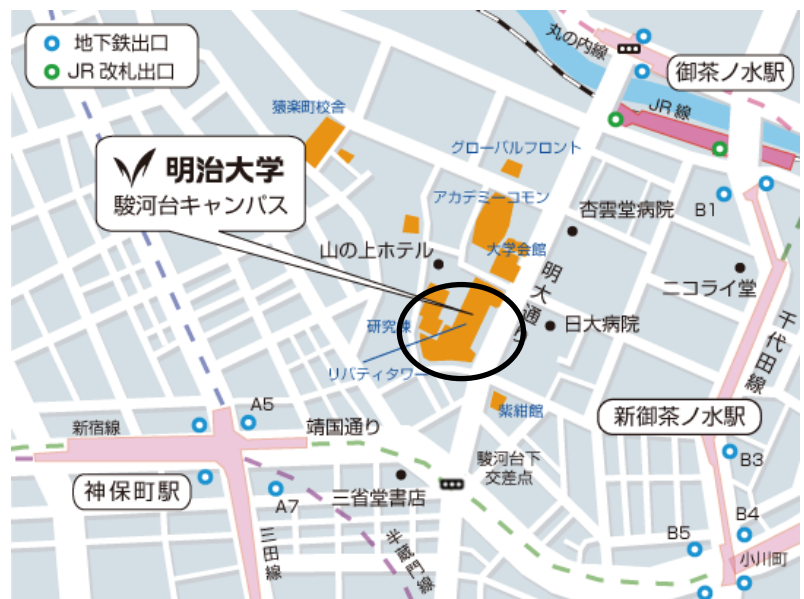 地下鉄出口
JR改札出口
丸の内線
御茶ノ水駅
JR線
猿楽町校舎
グローバルフロント
明治大学
駿河台キャンパス
アカデミーコモン
杏雲堂病院
B1
山の上ホテル
大学会館
ニコライ堂
明大通り
研究棟
日大病院
千代田線
リバティタワー
A5
紫紺館
新御茶ノ水駅
新宿線
靖国通り
駿河台下
交差点
B3
神保町駅
三省堂書店
A7
三田線
半蔵門線
B5
B4
小川町